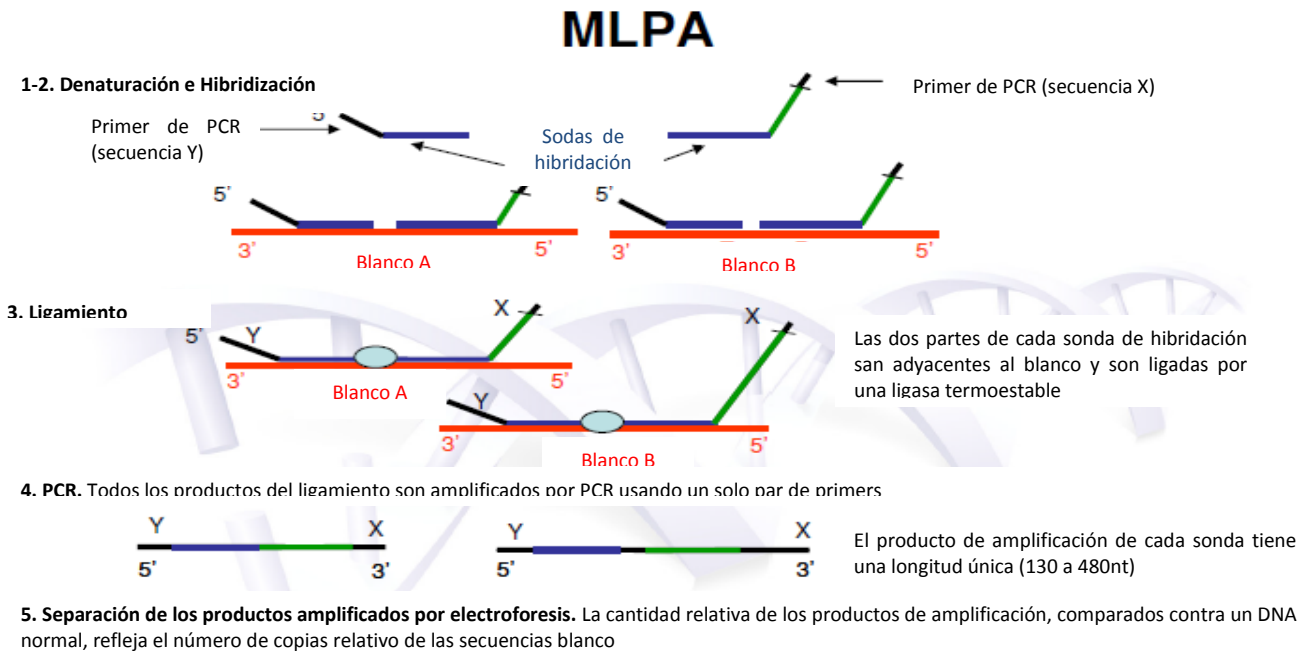 MLPA
1-2. Denaturación e Hibridización
Primer de PCR (secuencia X)
5
Primer de PCR
(secuencia Y)
Sodas de
hibridación
5'
3'
Blanco A
5'
5'
3'
Blanco B
5'
3. Ligamiento
5'
Y
X
3'
Blanco A
5'
Y
X
3'
Blanco B
5'
Las dos partes de cada sonda de hibridación
san adyacentes al blanco y son ligadas por
una ligasa termoestable
4. PCR. Todos los productos del ligamiento son amplificados por PCR usando un solo par de primers
Y
X
5'
3'
Y
X
5'
3'
El producto de amplificación de cada sonda tiene
una longitud única (130 a 480nt)
5. Separación de los productos amplificados por electroforesis. La cantidad relativa de los productos de amplificación, comparados contra un DNA
normal, refleja el número de copias relativo de las secuencias blanco